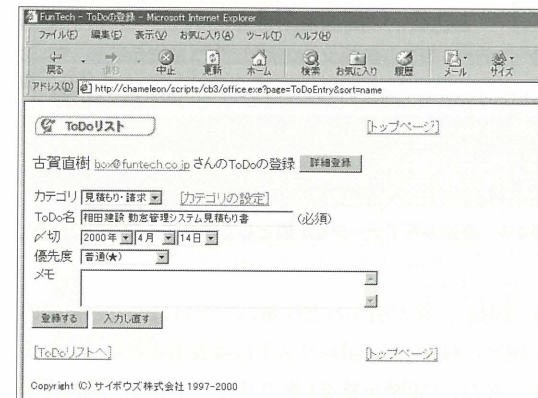 FunTech - ToDoの登録 - Microsoft Internet Explorer
ファイル(F) 編集(E) 表示(V) お気に入り(A) ツール(T) ヘルプ(H)
戻る 進む 中止 更新 ホーム 検索 お気に入り 履歴 メール サイズ
アドレス(D) http://chameleon/scripts/cb3/office.exe?page=ToDoEntry&sort=name
ToDoリスト [トップページ]
古賀直樹 box@funtech.co.jp さんのToDoの登録 詳細登録
カテゴリ 見積もり・請求 [カテゴリの設定]
ToDo名 相田建設 勤怠管理システム見積もり書 (必須)
〆切 2000年 4月 14日
優先度 普通(★)
メモ
登録する 入力し直す
[ToDoリストへ] [トップページ]
Copyright (C) サイボウズ株式会社 1997-2000